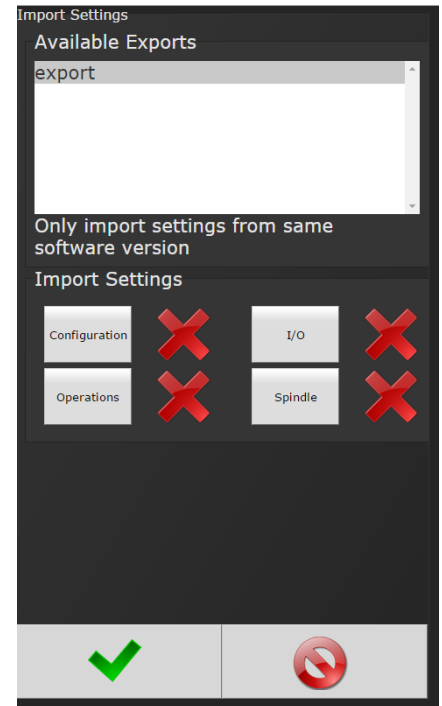 Import Settings
Available Exports
export
Only import settings from same
software version
Import Settings
Configuration
I/O
Operations
Spindle